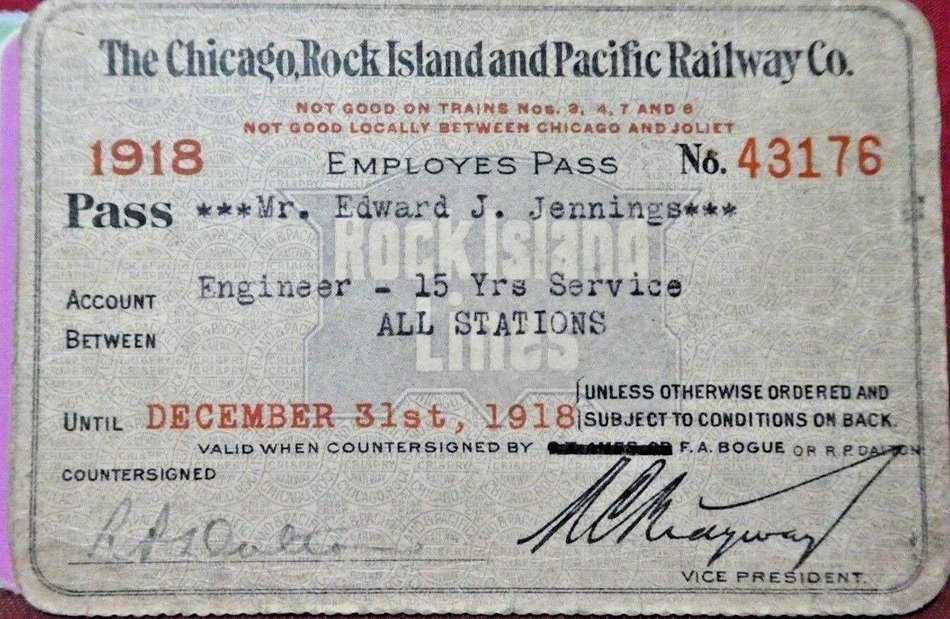 The Chicago, Rock Island and Pacific Railway Co.
NOT GOOD ON TRAINS NOS. 3, 4, 7 AND 8
NOT GOOD LOCALLY BETWEEN CHICAGO AND JOLIET
1918 EMPLOYES PASS No. 43176
Pass ***Mr. Edward J. Jennings***
Rock Island
Lines
ACCOUNT Engineer - 15 Yrs Service
BETWEEN ALL STATIONS
UNTIL DECEMBER 31st, 1918 UNLESS OTHERWISE ORDERED AND
SUBJECT TO CONDITIONS ON BACK.
VALID WHEN COUNTERSIGNED BY F. A. BOGUE OR R. P. DALTON
COUNTERSIGNED
VICE PRESIDENT.